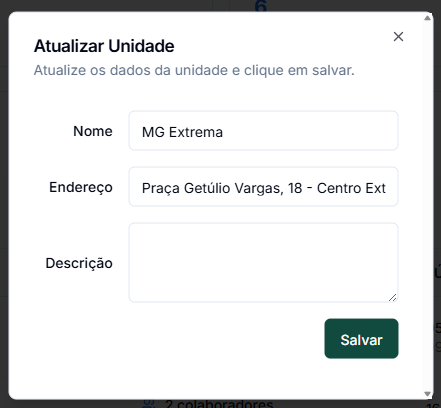 6
Atualizar Unidade
Atualize os dados da unidade e clique em salvar.
Nome
MG Extrema
Endereço
Praça Getúlio Vargas, 18 - Centro Ext
Descrição
Salvar
2 colaboradores